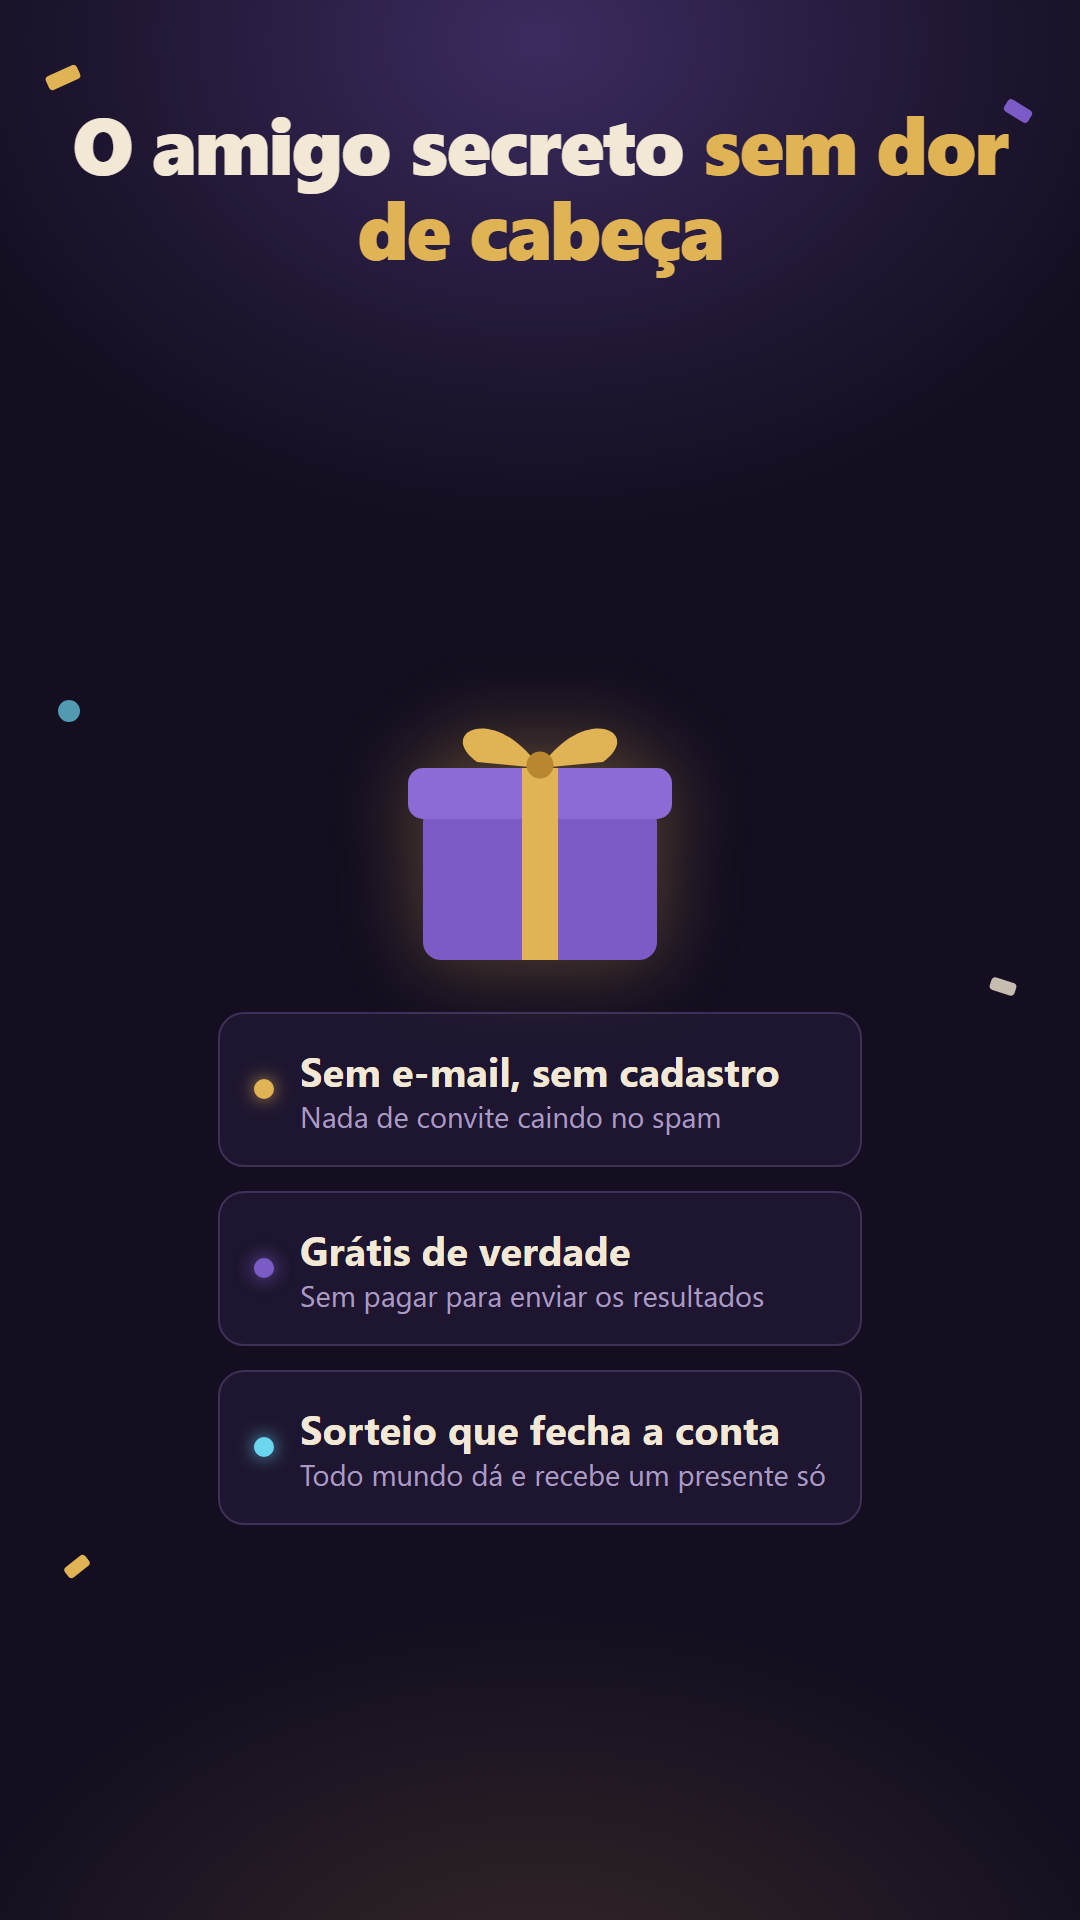 O amigo secreto sem dor
de cabeça
Sem e-mail, sem cadastro
Nada de convite caindo no spam
Grátis de verdade
Sem pagar para enviar os resultados
Sorteio que fecha a conta
Todo mundo dá e recebe um presente só